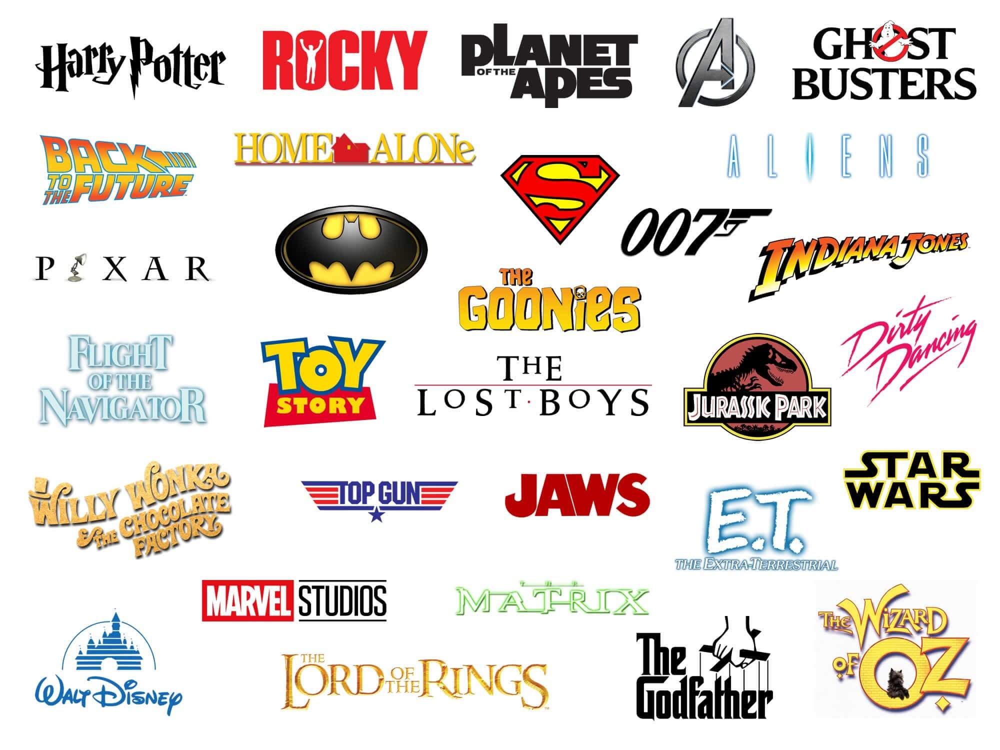 Harry Potter
ROCKY
PLANET
OF THE
APES
A
GHOST
BUSTERS
BACK
TO
THE FUTURE
HOME ALONe
S
ALIENS
007
PIXAR
INDIANA JONES
THE
GOONIES
Dirty
Dancing
FLIGHT
OF THE
NAVIGATOR
TOY
STORY
THE
LOST · BOYS
JURASSIC PARK
WILLY WONKA
& THE CHOCOLATE
FACTORY
TOP GUN
JAWS
STAR
WARS
E.T.
THE EXTRA-TERRESTRIAL
MARVEL STUDIOS
THE
MATRIX
WALT DISNEY
THE
LORD OF THE RINGS
TM
The
Godfather
THE WIZARD
OF OZ